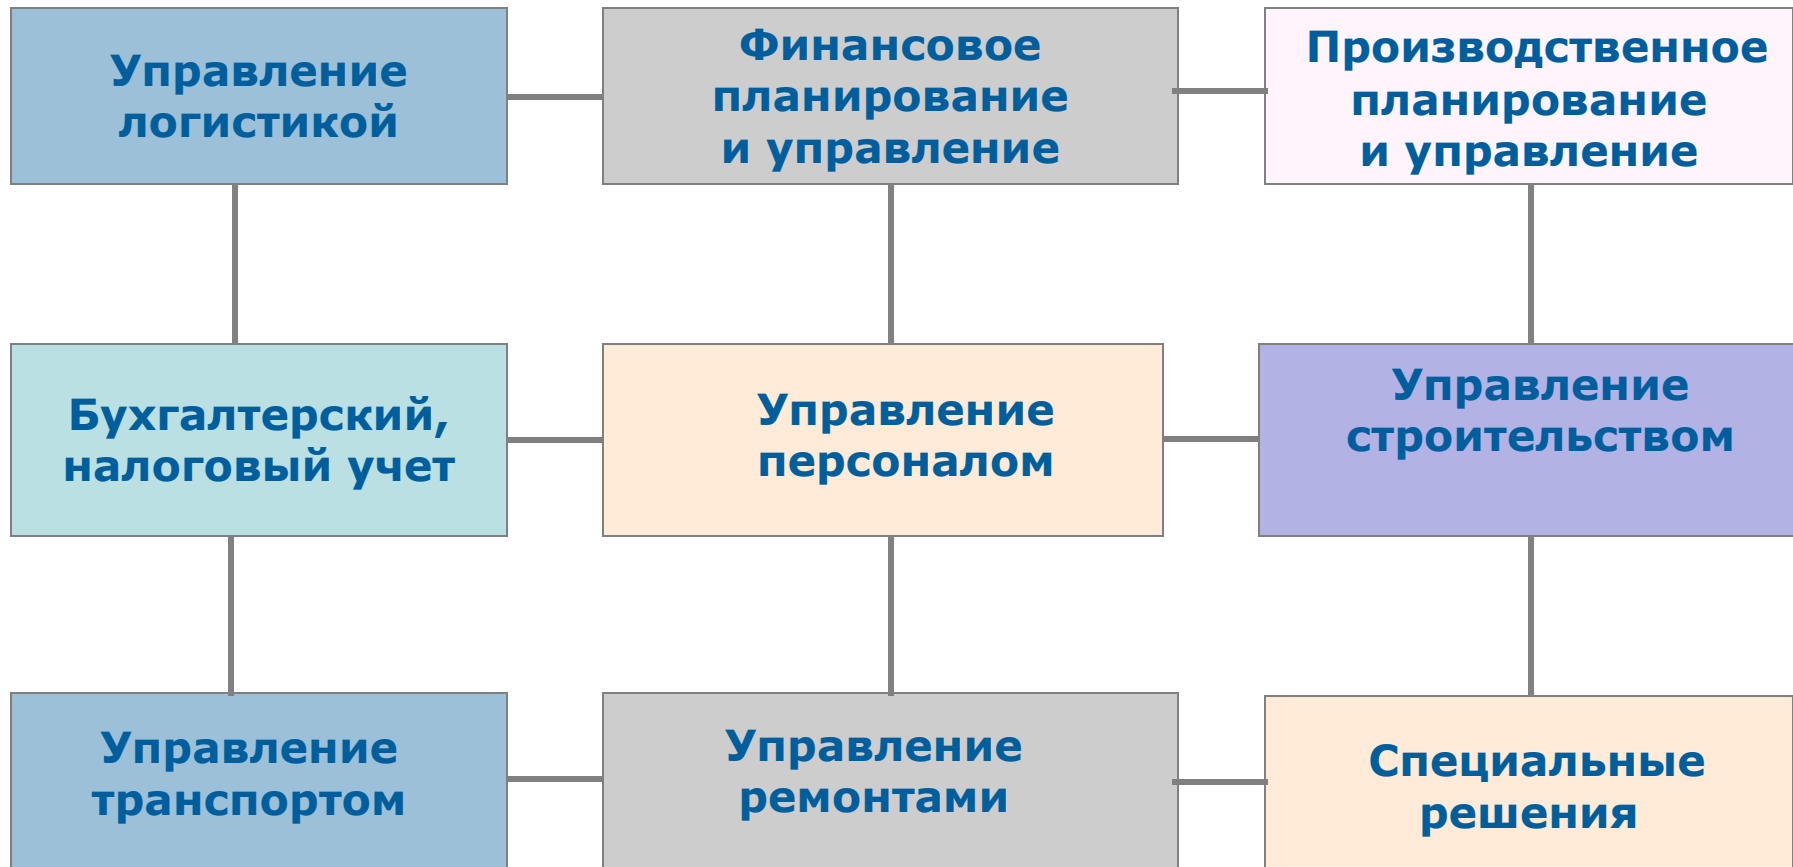 Управление
логистикой
Финансовое
планирование
и управление
Производственное
планирование
и управление
Бухгалтерский,
налоговый учет
Управление
персоналом
Управление
строительством
Управление
транспортом
Управление
ремонтами
Специальные
решения